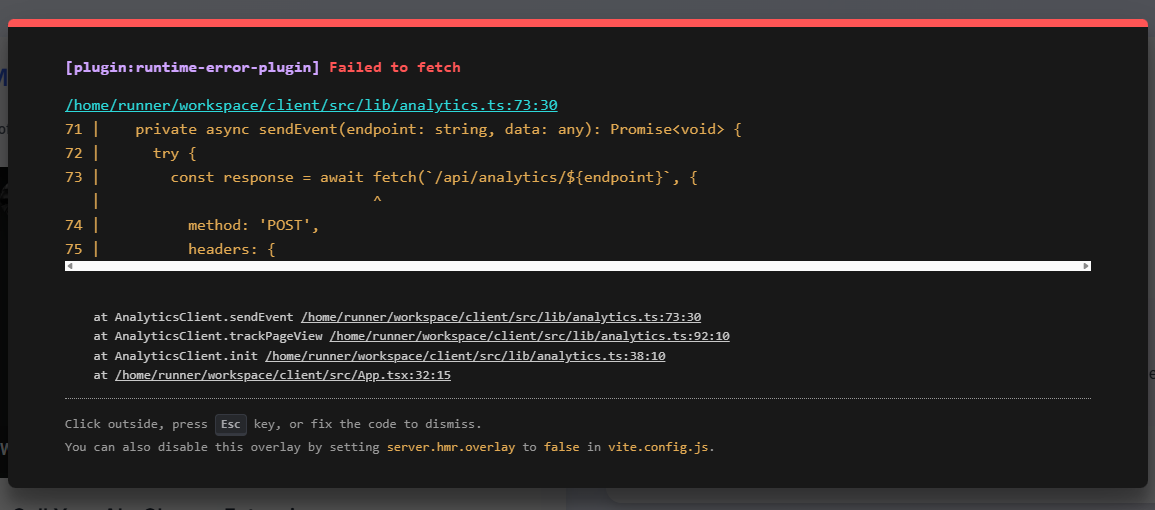 [plugin:runtime-error-plugin] Failed to fetch
/home/runner/workspace/client/src/lib/analytics.ts:73:30
71 |    private async sendEvent(endpoint: string, data: any): Promise<void> {
72 |      try {
73 |        const response = await fetch(`/api/analytics/${endpoint}`, {
   |                               ^
74 |          method: 'POST',
75 |          headers: {
at AnalyticsClient.sendEvent /home/runner/workspace/client/src/lib/analytics.ts:73:30
at AnalyticsClient.trackPageView /home/runner/workspace/client/src/lib/analytics.ts:92:10
at AnalyticsClient.init /home/runner/workspace/client/src/lib/analytics.ts:38:10
at /home/runner/workspace/client/src/App.tsx:32:15
Click outside, press Esc key, or fix the code to dismiss.
You can also disable this overlay by setting server.hmr.overlay to false in vite.config.js.